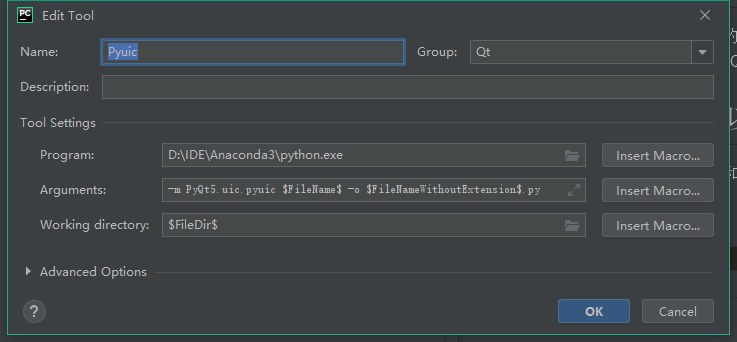 PC Edit Tool
Name: Pyuic Group: Qt
Description:
Tool Settings
Program: D:\IDE\Anaconda3\python.exe Insert Macro...
Arguments: -m PyQt5.uic.pyuic $FileName$ -o $FileNameWithoutExtension$.py Insert Macro...
Working directory: $FileDir$ Insert Macro...
Advanced Options
? OK Cancel